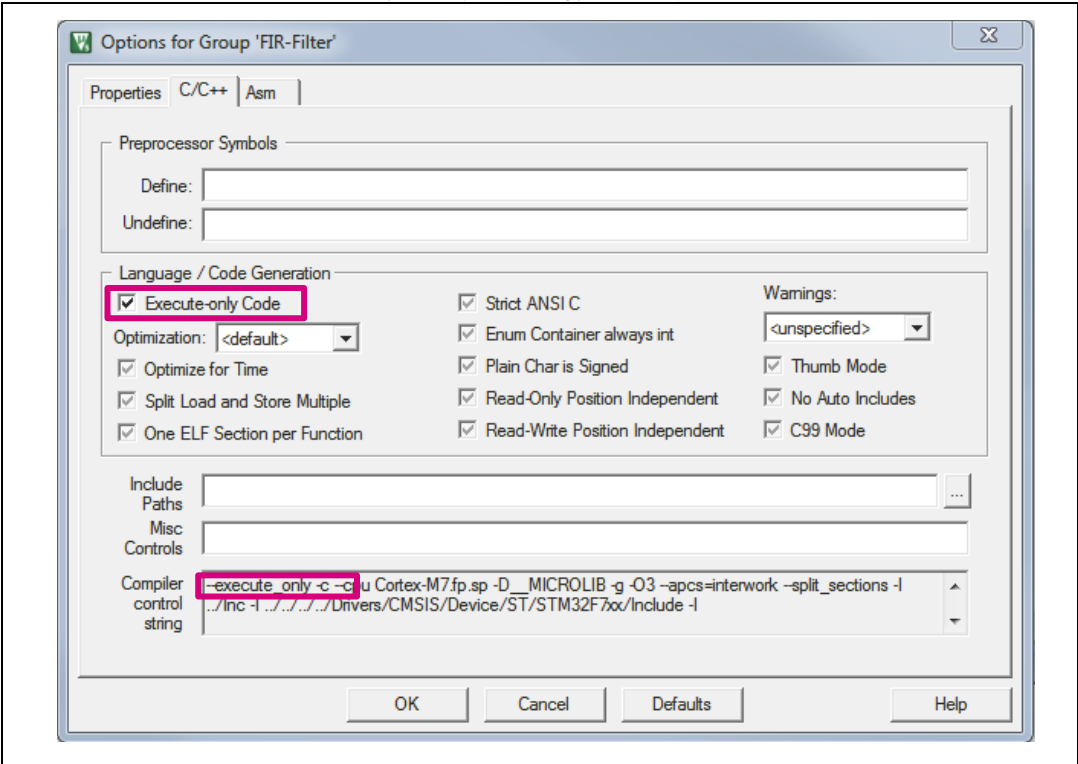 Options for Group 'FIR-Filter'
Properties C/C++ Asm
Preprocessor Symbols
Define:
Undefine:
Language / Code Generation
Execute-only Code Strict ANSI C Warnings:
Optimization: <default> Enum Container always int <unspecified>
Optimize for Time Plain Char is Signed Thumb Mode
Split Load and Store Multiple Read-Only Position Independent No Auto Includes
One ELF Section per Function Read-Write Position Independent C99 Mode
Include
Paths
...
Misc
Controls
Compiler
control
string
--execute_only -c --cpu Cortex-M7.fp.sp -D__MICROLIB -g -O3 --apcs=interwork --split_sections -I
../Inc -I ../../../../Drivers/CMSIS/Device/ST/STM32F7xx/Include -I
OK Cancel Defaults Help